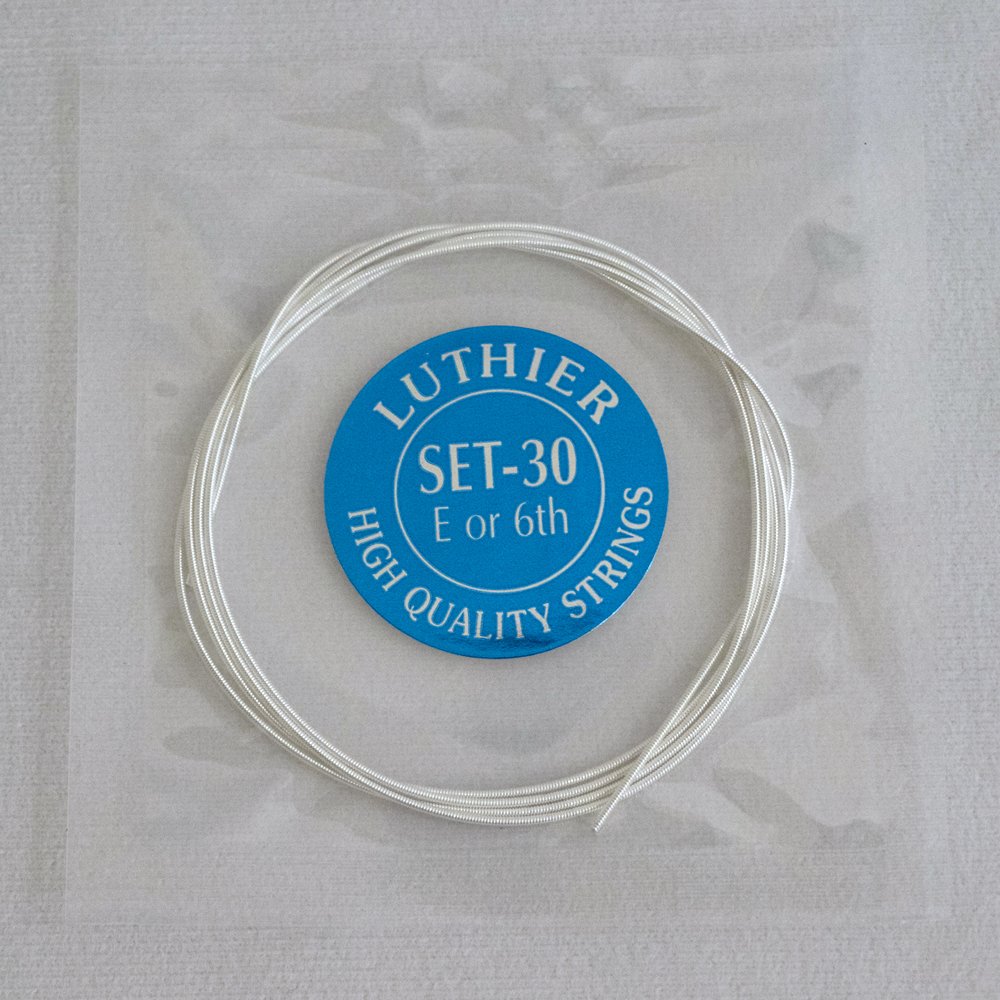 LUTHIER
SET-30
E or 6th
HIGH QUALITY STRINGS